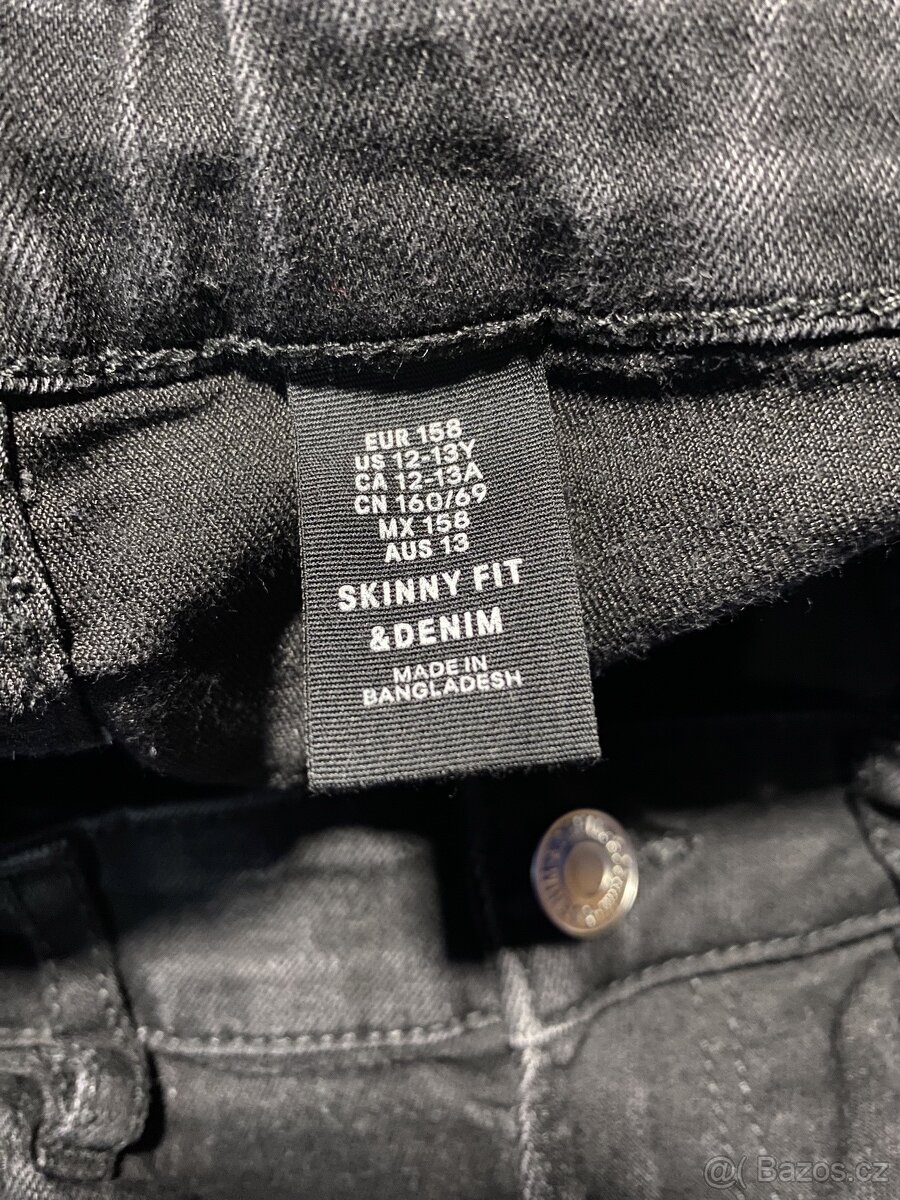 EUR 158
US 12-13Y
CA 12-13A
CN 160/69
MX 158
AUS 13
SKINNY FIT
&DENIM
MADE IN
BANGLADESH
@( Bazos.cz